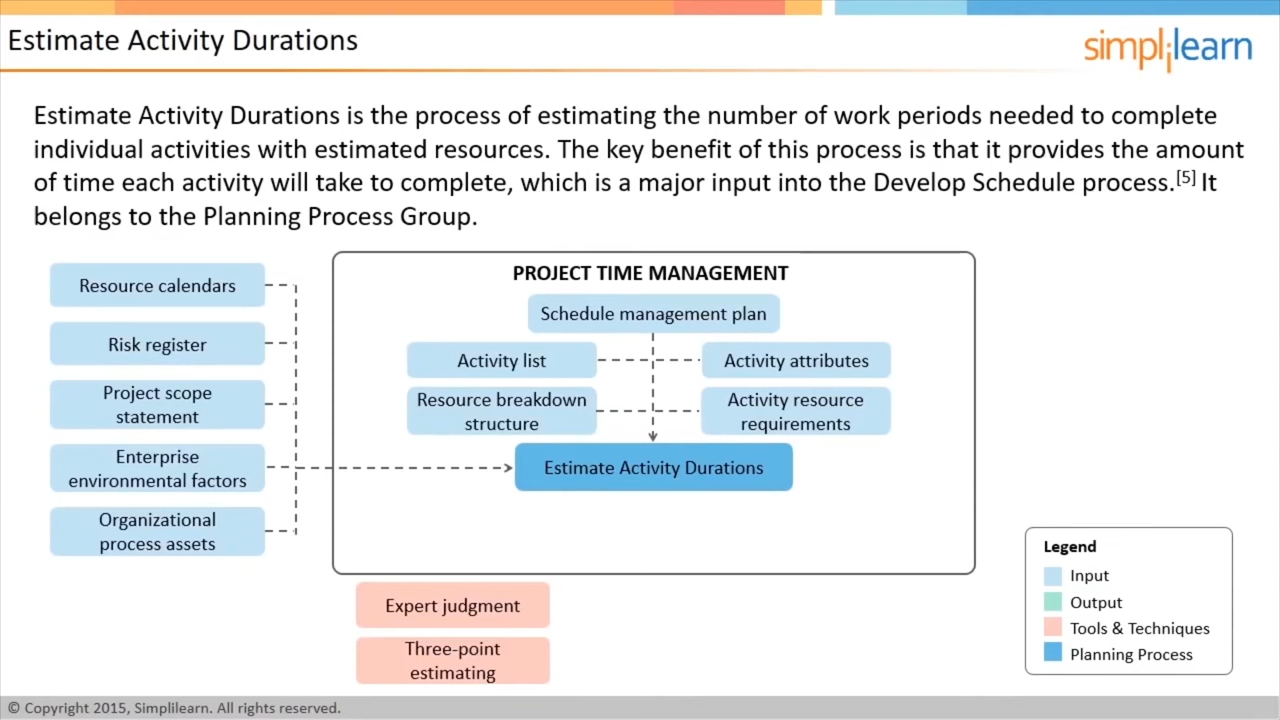 Estimate Activity Durations
simplilearn
Estimate Activity Durations is the process of estimating the number of work periods needed to complete
individual activities with estimated resources. The key benefit of this process is that it provides the amount
of time each activity will take to complete, which is a major input into the Develop Schedule process.[5] It
belongs to the Planning Process Group.
Resource calendars
Risk register
Project scope
statement
Enterprise
environmental factors
Organizational
process assets
PROJECT TIME MANAGEMENT
Schedule management plan
Activity list
Activity attributes
Resource breakdown
structure
Activity resource
requirements
Estimate Activity Durations
Expert judgment
Three-point
estimating
Legend
Input
Output
Tools & Techniques
Planning Process
© Copyright 2015, Simplilearn. All rights reserved.